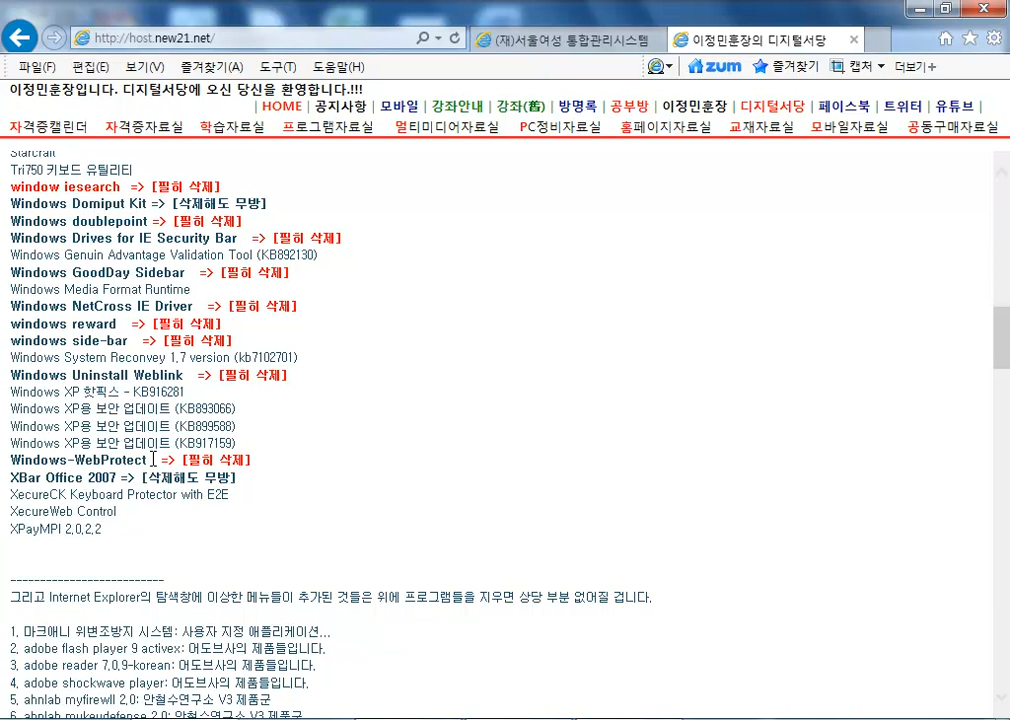 http://host.new21.net/
(재)서울여성 통합관리시스템
이정민훈장의 디지털서당
파일(F) 편집(E) 보기(V) 즐겨찾기(A) 도구(T) 도움말(H)
zum 즐겨찾기 캡처 더보기+
이정민훈장입니다. 디지털서당에 오신 당신을 환영합니다.!!!
| HOME | 공지사항 | 모바일 | 강좌안내 | 강좌(舊) | 방명록 | 공부방 | 이정민훈장 | 디지털서당 | 페이스북 | 트위터 | 유튜브 |
자격증캘린더 자격증자료실 학습자료실 프로그램자료실 멀티미디어자료실 PC정비자료실 홈페이지자료실 교재자료실 모바일자료실 공동구매자료실
Starcraft
Tri750 키보드 유틸리티
window iesearch => [필히 삭제]
Windows Domiput Kit => [삭제해도 무방]
Windows doublepoint => [필히 삭제]
Windows Drives for IE Security Bar => [필히 삭제]
Windows Genuin Advantage Validation Tool (KB892130)
Windows GoodDay Sidebar => [필히 삭제]
Windows Media Format Runtime
Windows NetCross IE Driver => [필히 삭제]
windows reward => [필히 삭제]
windows side-bar => [필히 삭제]
Windows System Reconvey 1.7 version (kb7102701)
Windows Uninstall Weblink => [필히 삭제]
Windows XP 핫픽스 - KB916281
Windows XP용 보안 업데이트 (KB893066)
Windows XP용 보안 업데이트 (KB899588)
Windows XP용 보안 업데이트 (KB917159)
Windows-WebProtect => [필히 삭제]
XBar Office 2007 => [삭제해도 무방]
XecureCK Keyboard Protector with E2E
XecureWeb Control
XPayMPI 2.0.2.2
--------------------------
그리고 Internet Explorer의 탐색창에 이상한 메뉴들이 추가된 것들은 위에 프로그램들을 지우면 상당 부분 없어질 겁니다.
1. 마크애니 위변조방지 시스템: 사용자 지정 애플리케이션...
2. adobe flash player 9 activex: 어도브사의 제품들입니다.
3. adobe reader 7.0.9-korean: 어도브사의 제품들입니다.
4. adobe shockwave player: 어도브사의 제품들입니다.
5. ahnlab myfirewll 2.0: 안철수연구소 V3 제품군
6. ahnlab mykeydefense 2.0: 안철수연구소 V3 제품군